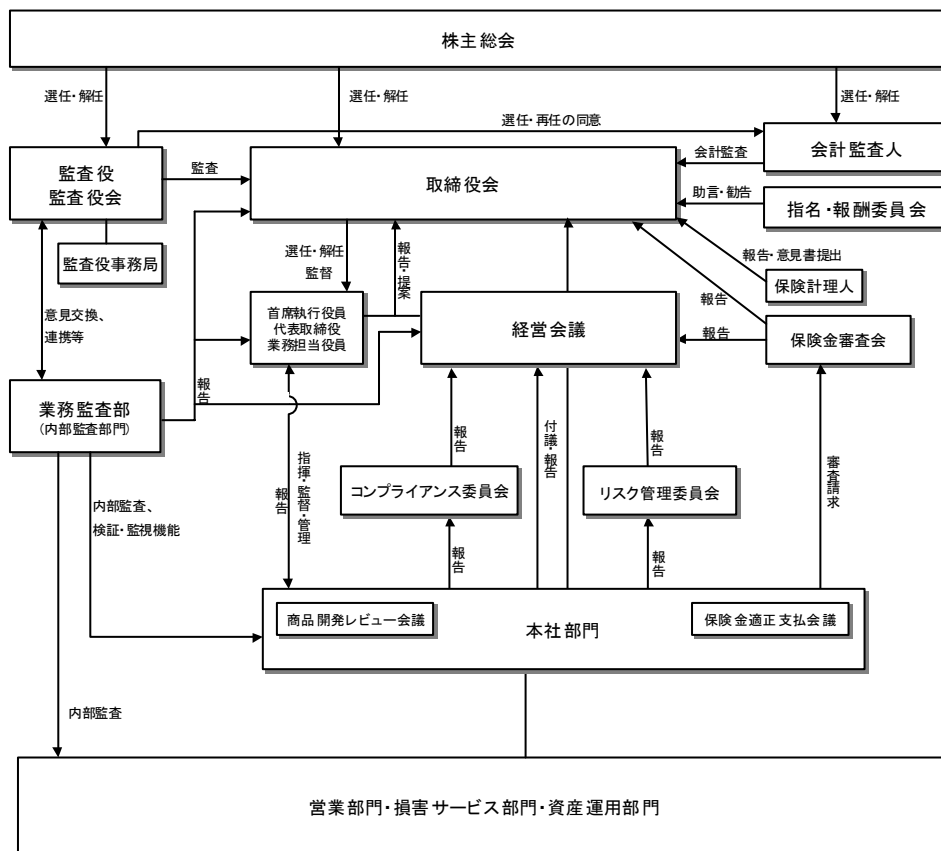 株主総会
選任・解任
選任・解任
選任・解任
選任・再任の同意
監査役
監査役会
監査
取締役会
会計監査
会計監査人
助言・勧告
指名・報酬委員会
監査役事務局
選任・解任
監督
報告・提案
報告・意見書提出
保険計理人
意見交換、
連携等
首席執行役員
代表取締役
業務担当役員
経営会議
報告
報告
保険金審査会
業務監査部
(内部監査部門)
報告
報告
付議・報告
報告
審査請求
指揮・監督・管理
報告
コンプライアンス委員会
リスク管理委員会
内部監査、
検証・監視機能
報告
報告
商品開発レビュー会議
本社部門
保険金適正支払会議
内部監査
営業部門・損害サービス部門・資産運用部門